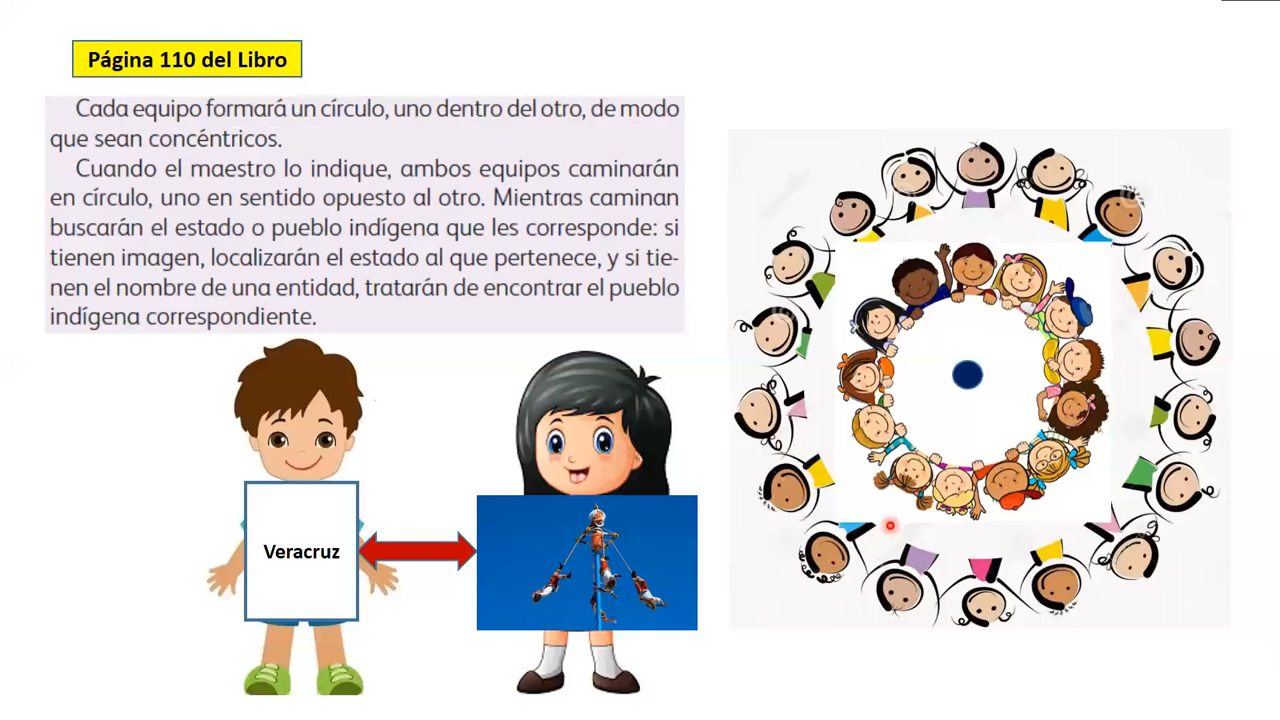 Página 110 del Libro
Cada equipo formará un círculo, uno dentro del otro, de modo
que sean concéntricos.
Cuando el maestro lo indique, ambos equipos caminarán
en círculo, uno en sentido opuesto al otro. Mientras caminan
buscarán el estado o pueblo indígena que les corresponde: si
tienen imagen, localizarán el estado al que pertenece, y si tie-
nen el nombre de una entidad, tratarán de encontrar el pueblo
indígena correspondiente.
Veracruz